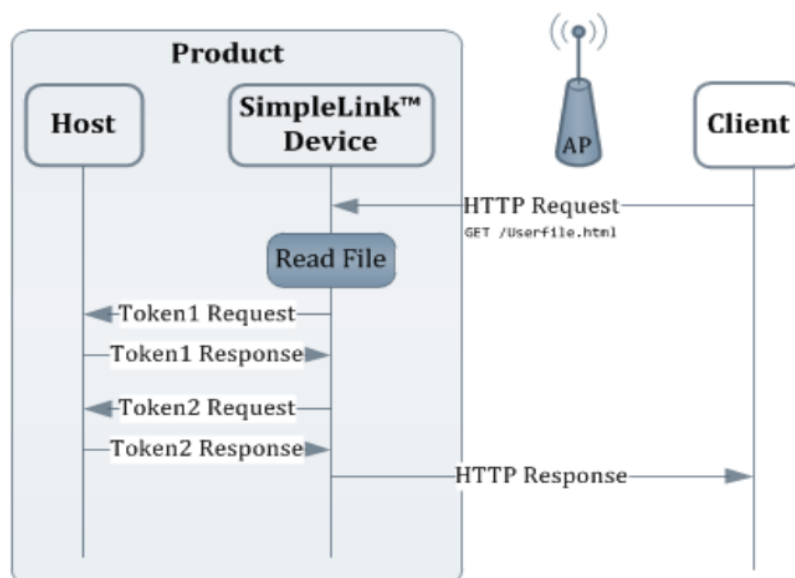 Product
Host
SimpleLink™
Device
AP
Client
HTTP Request
GET /Userfile.html
Read File
Token1 Request
Token1 Response
Token2 Request
Token2 Response
HTTP Response